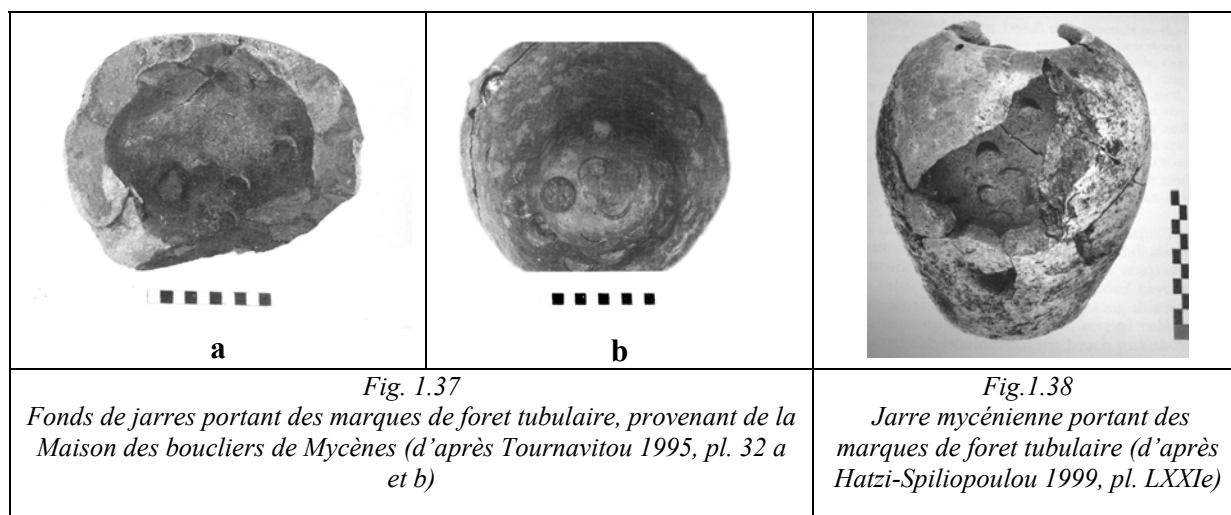 a
b
Fig. 1.37
Fonds de jarres portant des marques de foret tubulaire, provenant de la
Maison des boucliers de Mycènes (d’après Tournavitou 1995, pl. 32 a
et b)
Fig.1.38
Jarre mycénienne portant des
marques de foret tubulaire (d’après
Hatzi-Spiliopoulou 1999, pl. LXXIe)